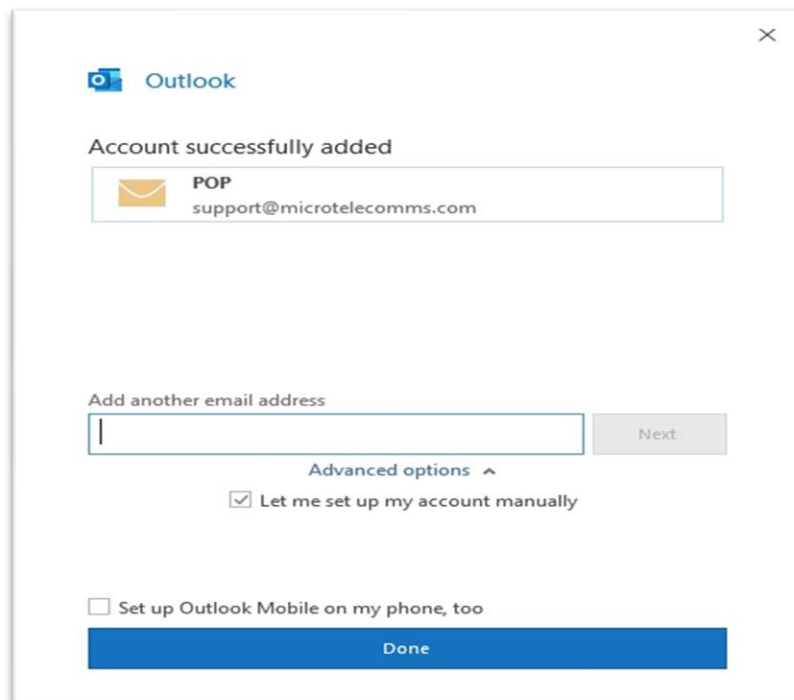 Outlook
Account successfully added
POP
support@microtelecomms.com
Add another email address
Next
Advanced options
Let me set up my account manually
Set up Outlook Mobile on my phone, too
Done